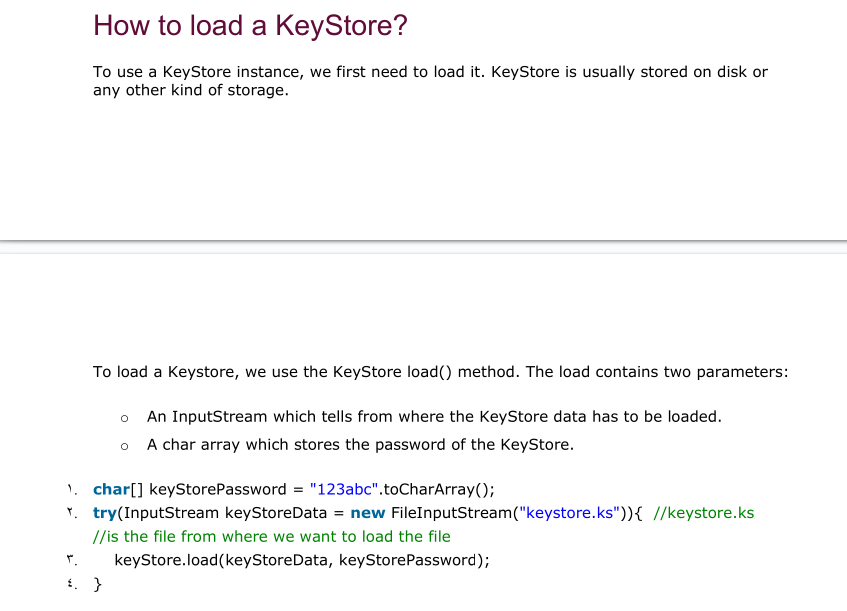 How to load a KeyStore?
To use a KeyStore instance, we first need to load it. KeyStore is usually stored on disk or
any other kind of storage.
To load a Keystore, we use the KeyStore load() method. The load contains two parameters:
o An InputStream which tells from where the KeyStore data has to be loaded.
o A char array which stores the password of the KeyStore.
١. char[] keyStorePassword = "123abc".toCharArray();
٢. try(InputStream keyStoreData = new FileInputStream("keystore.ks")){ //keystore.ks
//is the file from where we want to load the file
٣. keyStore.load(keyStoreData, keyStorePassword);
٤. }